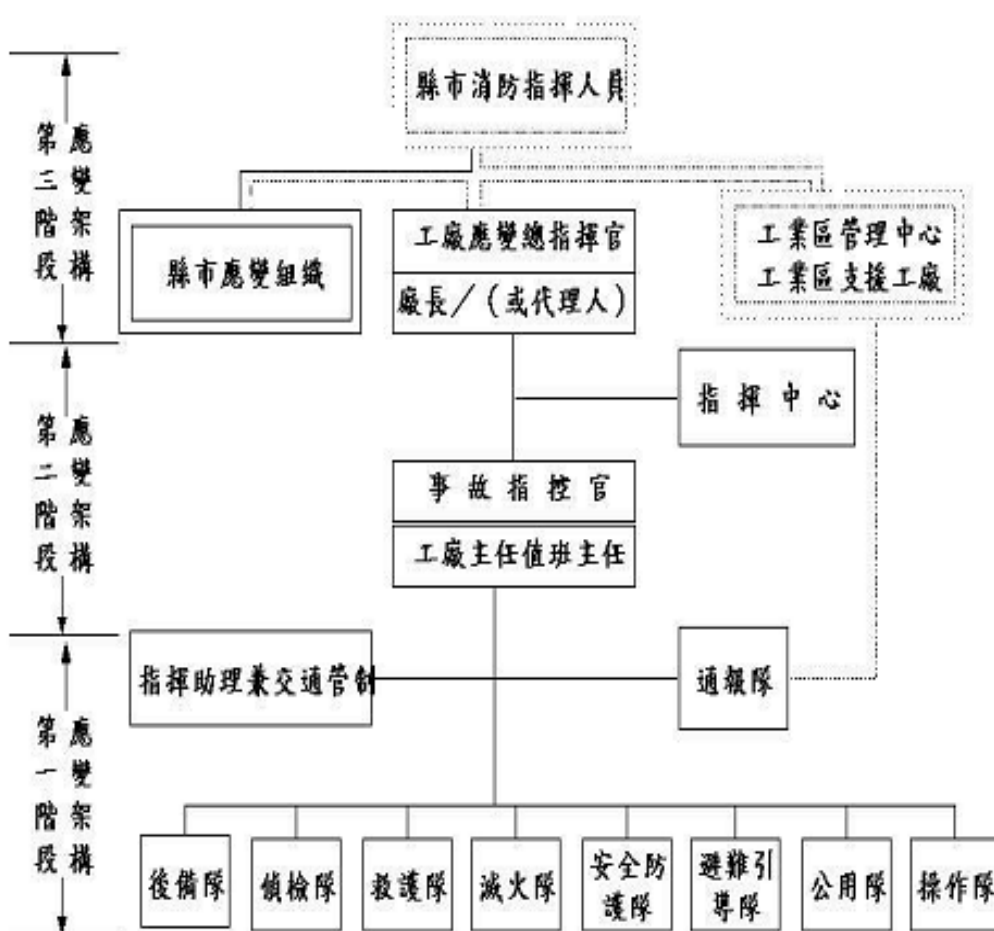 縣市消防指揮人員
第三階段
應變架構
縣市應變組織
工廠應變總指揮官
廠長／(或代理人)
工業區管理中心
工業區支援工廠
第二階段
應變架構
指揮中心
事故指控官
工廠主任值班主任
第一階段
應變架構
指揮助理兼交通管制
通報隊
後備隊
偵檢隊
救護隊
滅火隊
安全防
護隊
避難引
導隊
公用隊
操作隊